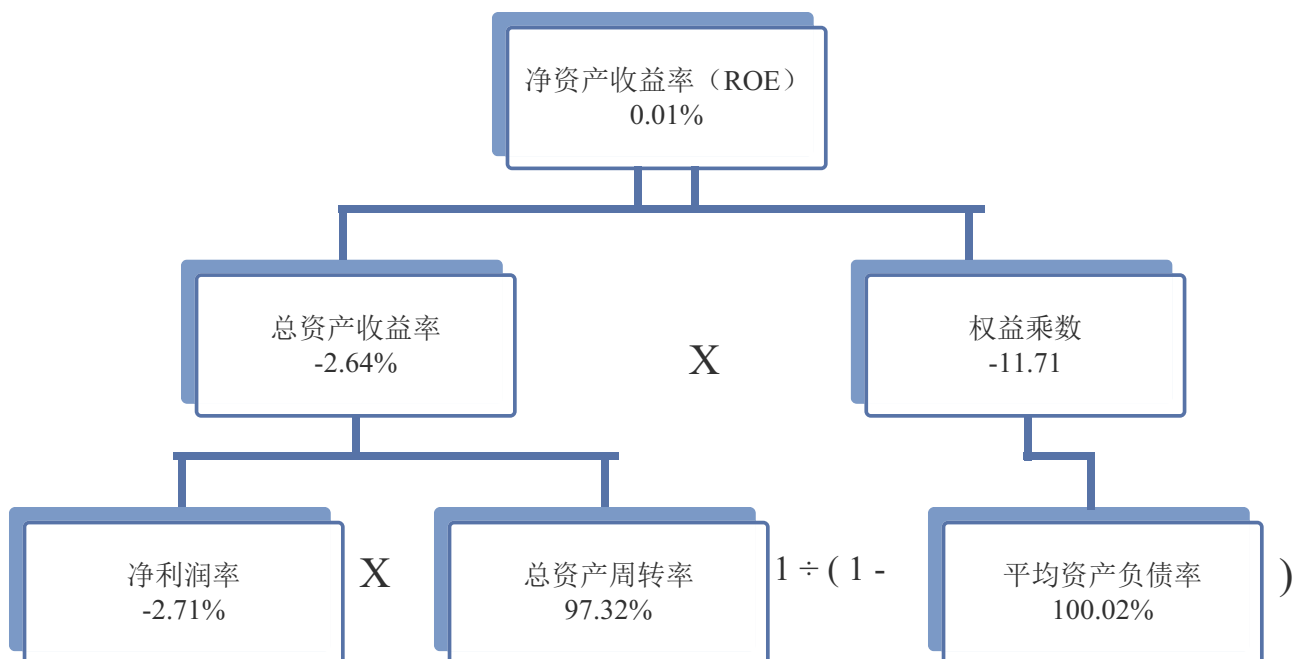 净资产收益率（ROE）
0.01%
总资产收益率
-2.64%
X
权益乘数
-11.71
净利润率
-2.71%
X
总资产周转率
97.32%
1 ÷ ( 1 -
平均资产负债率
100.02%
)